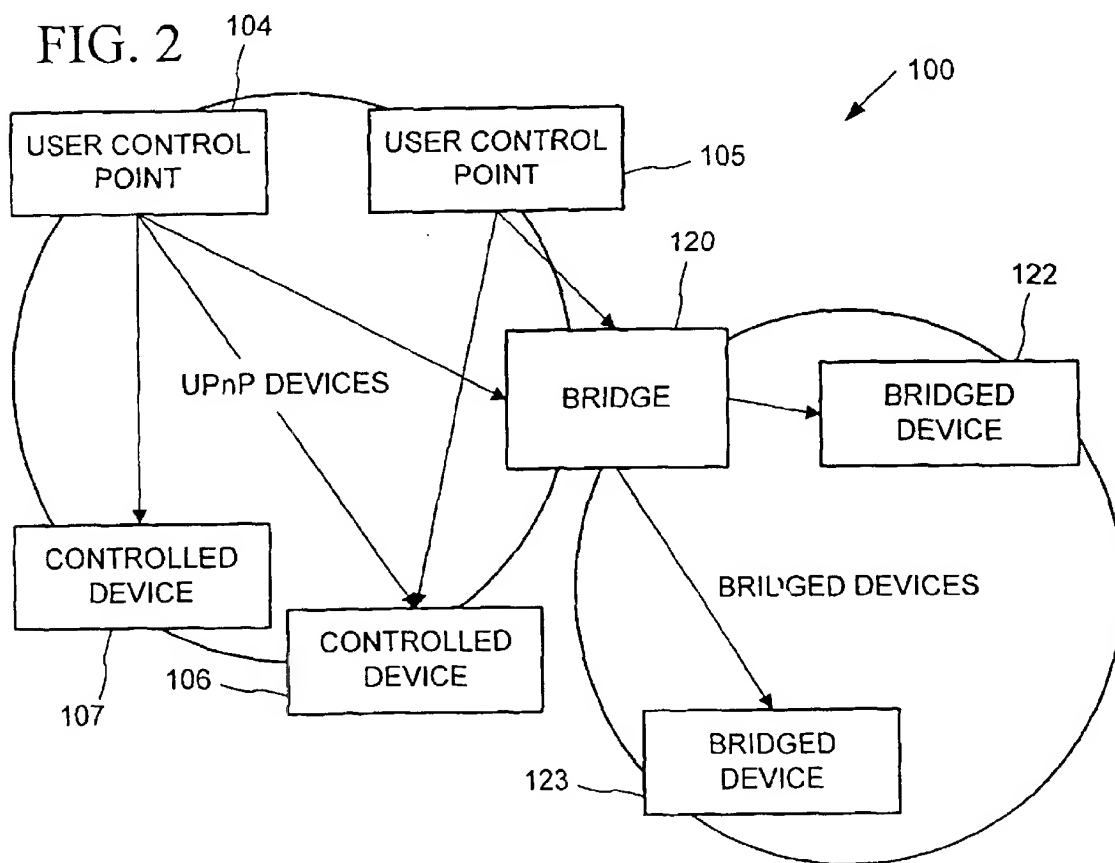 FIG. 2
104
100
USER CONTROL
POINT
USER CONTROL
POINT
105
120
122
UPnP DEVICES
BRIDGE
BRIDGED
DEVICE
CONTROLLED
DEVICE
BRIDGED DEVICES
107
CONTROLLED
DEVICE
106
BRIDGED
DEVICE
123